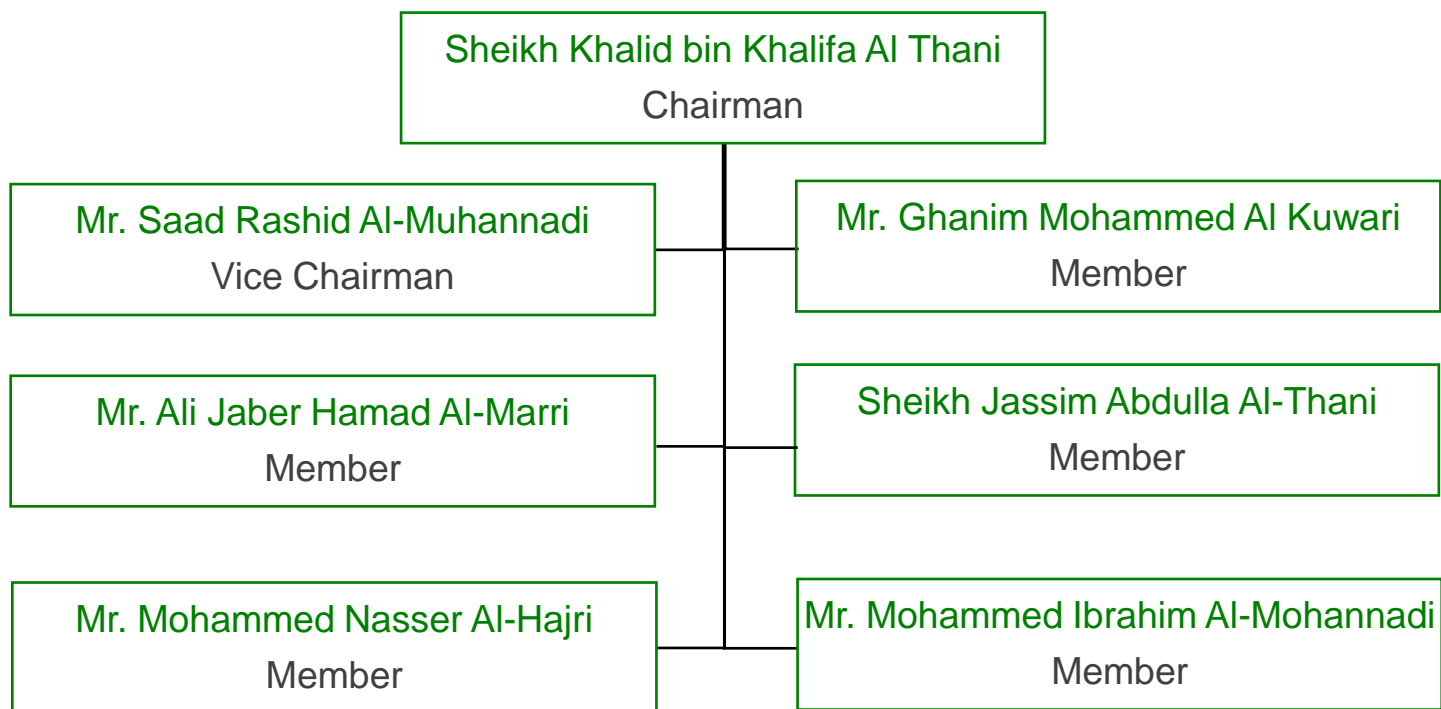 Sheikh Khalid bin Khalifa Al Thani
Chairman
Mr. Saad Rashid Al-Muhannadi
Vice Chairman
Mr. Ghanim Mohammed Al Kuwari
Member
Mr. Ali Jaber Hamad Al-Marri
Member
Sheikh Jassim Abdulla Al-Thani
Member
Mr. Mohammed Nasser Al-Hajri
Member
Mr. Mohammed Ibrahim Al-Mohannadi
Member